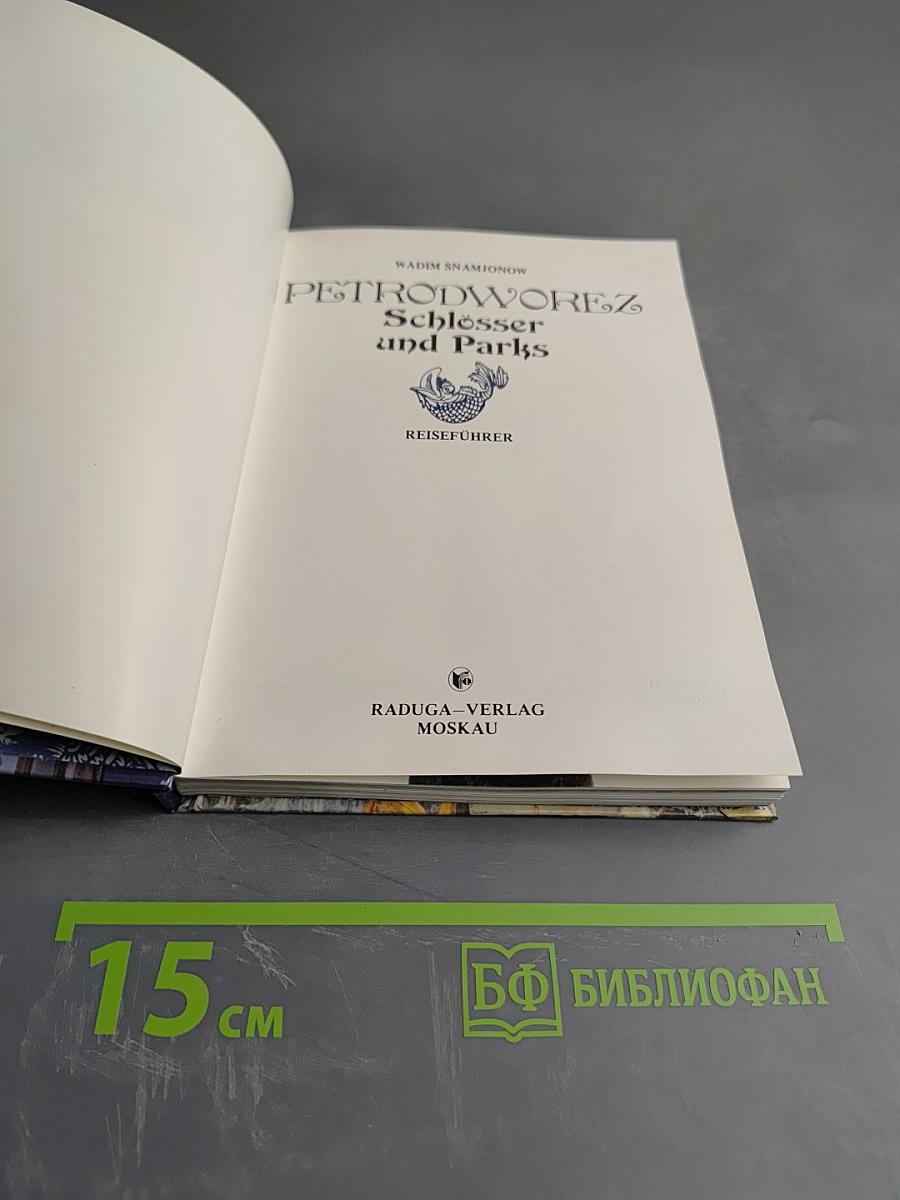 WADIM SNAMJONOW
PETRODWOREZ
Schlösser
und Parks
REISEFÜHRER
RADUGA–VERLAG
MOSKAU
15 см
БФ БИБЛИОФАН